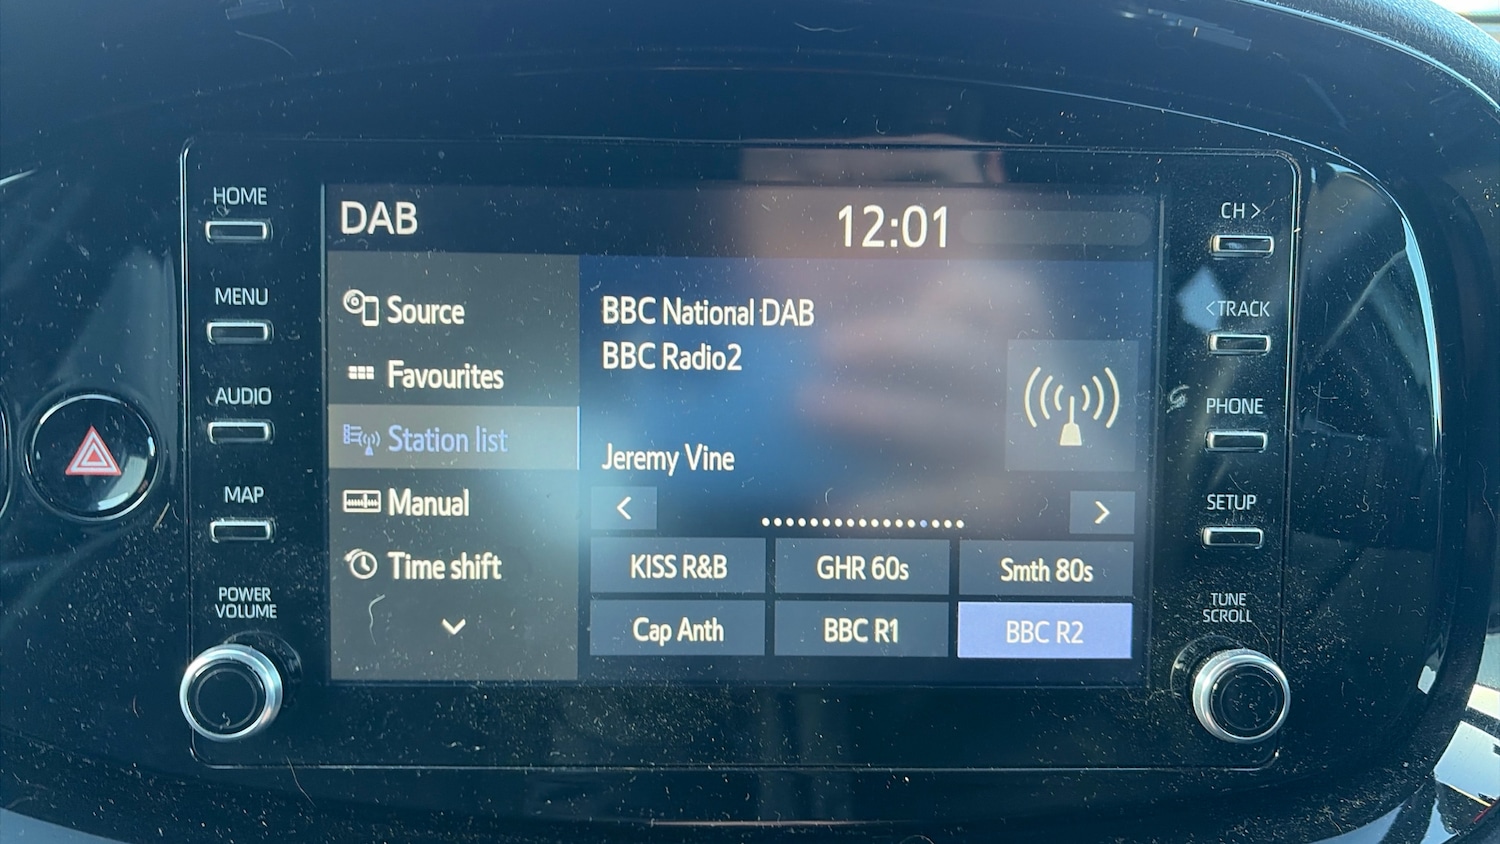 HOME
MENU
AUDIO
MAP
POWER
VOLUME
DAB
12:01
Source
Favourites
Station list
Manual
Time shift
BBC National DAB
BBC Radio2
Jeremy Vine
KISS R&B
GHR 60s
Smth 80s
Cap Anth
BBC R1
BBC R2
CH >
< TRACK
PHONE
SETUP
TUNE
SCROLL